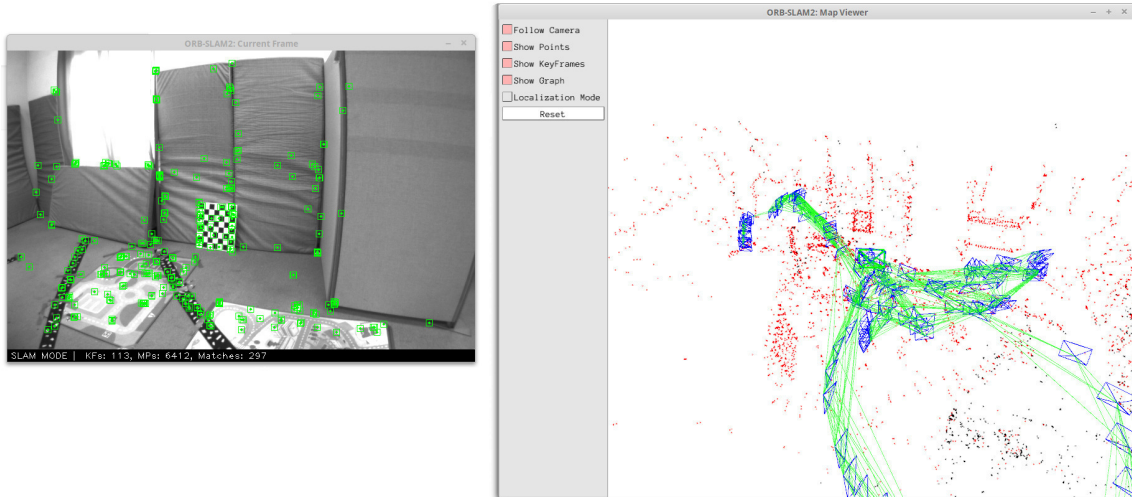 ORB-SLAM2: Current Frame
SLAM MODE |  KFs: 113, MPs: 6412, Matches: 297
ORB-SLAM2: Map Viewer
Follow Camera
Show Points
Show KeyFrames
Show Graph
Localization Mode
Reset